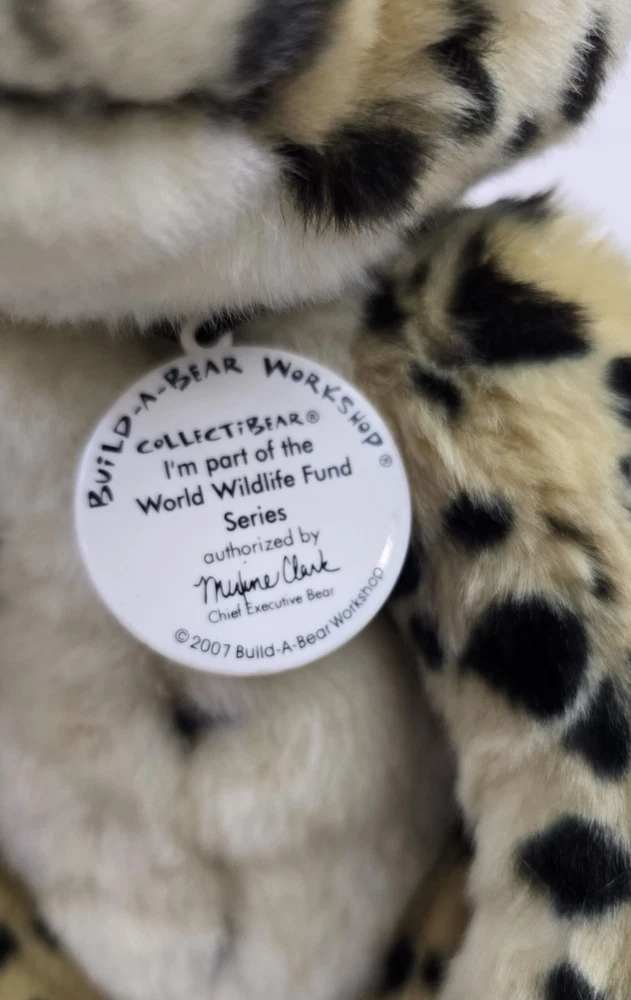 BUiLD-A-BEAR WORKSHOP®
COLLECTiBEAR®
I'm part of the
World Wildlife Fund
Series
authorized by
Maxine Clark
Chief Executive Bear
©2007 Build-A-Bear Workshop